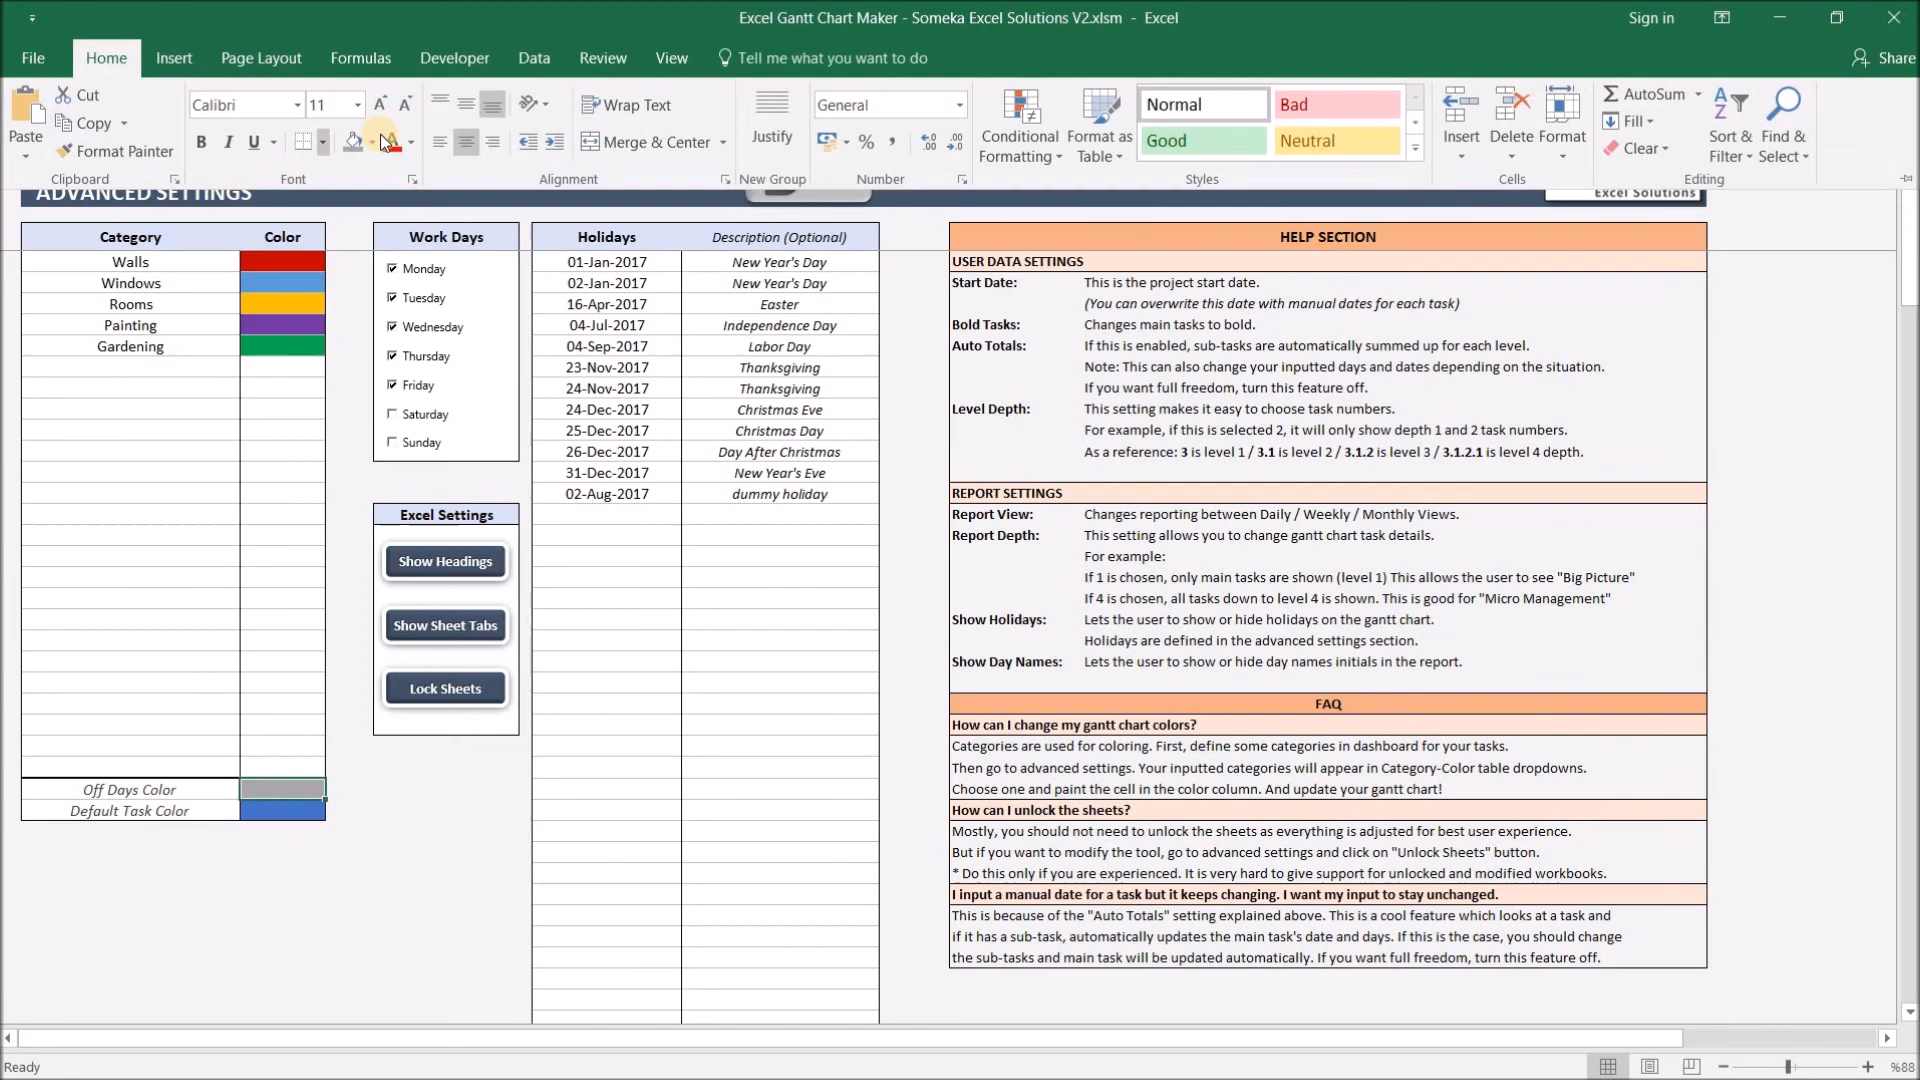 Excel Gantt Chart Maker - Someka Excel Solutions V2.xlsm - Excel
Sign in
File
Home
Insert
Page Layout
Formulas
Developer
Data
Review
View
Tell me what you want to do
Share
Paste
Cut
Copy
Format Painter
Clipboard
Calibri
11
B I U
Font
Wrap Text
Merge & Center
Alignment
Justify
New Group
General
%
Number
Conditional Formatting
Format as Table
Normal
Bad
Good
Neutral
Styles
Insert
Delete
Format
Cells
AutoSum
Fill
Clear
Sort & Filter
Find & Select
Editing
ADVANCED SETTINGS
Excel Solutions
Category Color
Walls
Windows
Rooms
Painting
Gardening
Off Days Color
Default Task Color
Work Days
Monday
Tuesday
Wednesday
Thursday
Friday
Saturday
Sunday
Excel Settings
Show Headings
Show Sheet Tabs
Lock Sheets
Holidays Description (Optional)
01-Jan-2017 New Year's Day
02-Jan-2017 New Year's Day
16-Apr-2017 Easter
04-Jul-2017 Independence Day
04-Sep-2017 Labor Day
23-Nov-2017 Thanksgiving
24-Nov-2017 Thanksgiving
24-Dec-2017 Christmas Eve
25-Dec-2017 Christmas Day
26-Dec-2017 Day After Christmas
31-Dec-2017 New Year's Eve
02-Aug-2017 dummy holiday
HELP SECTION
USER DATA SETTINGS
Start Date: This is the project start date.
(You can overwrite this date with manual dates for each task)
Bold Tasks: Changes main tasks to bold.
Auto Totals: If this is enabled, sub-tasks are automatically summed up for each level.
Note: This can also change your inputted days and dates depending on the situation.
If you want full freedom, turn this feature off.
Level Depth: This setting makes it easy to choose task numbers.
For example, if this is selected 2, it will only show depth 1 and 2 task numbers.
As a reference: 3 is level 1 / 3.1 is level 2 / 3.1.2 is level 3 / 3.1.2.1 is level 4 depth.
REPORT SETTINGS
Report View: Changes reporting between Daily / Weekly / Monthly Views.
Report Depth: This setting allows you to change gantt chart task details.
For example:
If 1 is chosen, only main tasks are shown (level 1) This allows the user to see "Big Picture"
If 4 is chosen, all tasks down to level 4 is shown. This is good for "Micro Management"
Show Holidays: Lets the user to show or hide holidays on the gantt chart.
Holidays are defined in the advanced settings section.
Show Day Names: Lets the user to show or hide day names initials in the report.
FAQ
How can I change my gantt chart colors?
Categories are used for coloring. First, define some categories in dashboard for your tasks.
Then go to advanced settings. Your inputted categories will appear in Category-Color table dropdowns.
Choose one and paint the cell in the color column. And update your gantt chart!
How can I unlock the sheets?
Mostly, you should not need to unlock the sheets as everything is adjusted for best user experience.
But if you want to modify the tool, go to advanced settings and click on "Unlock Sheets" button.
* Do this only if you are experienced. It is very hard to give support for unlocked and modified workbooks.
I input a manual date for a task but it keeps changing. I want my input to stay unchanged.
This is because of the "Auto Totals" setting explained above. This is a cool feature which looks at a task and
if it has a sub-task, automatically updates the main task's date and days. If this is the case, you should change
the sub-tasks and main task will be updated automatically. If you want full freedom, turn this feature off.
Ready
%88